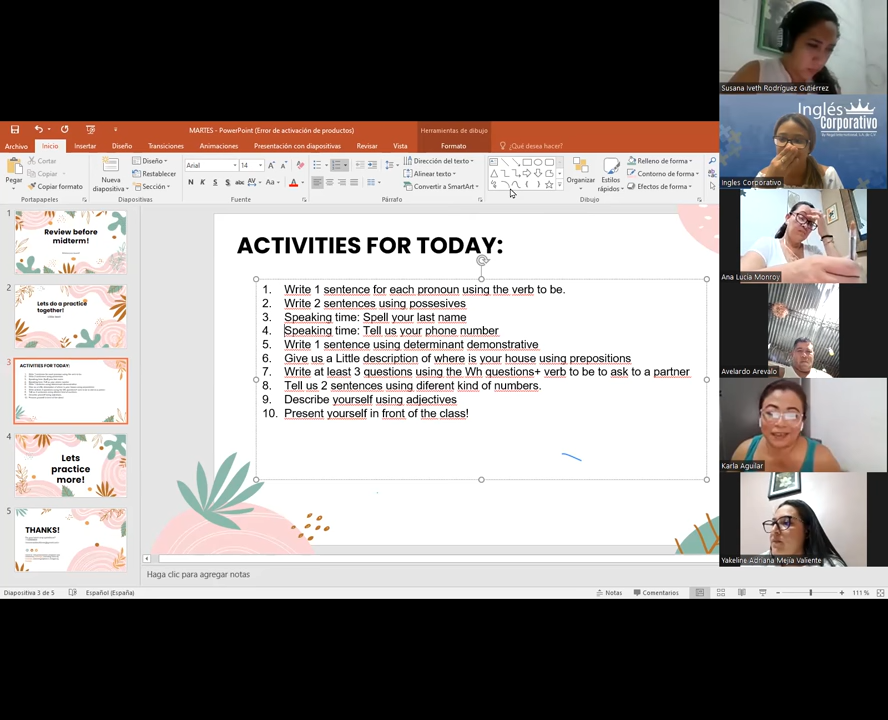 MARTES - PowerPoint (Error de activación de productos)
Herramientas de dibujo
Archivo
Inicio
Insertar
Diseño
Transiciones
Animaciones
Presentación con diapositivas
Revisar
Vista
Formato
¿Qué desea hacer?
Pegar
Cortar
Copiar
Copiar formato
Portapapeles
Nueva diapositiva
Diseño
Restablecer
Sección
Diapositivas
Arial
14
Fuente
Dirección del texto
Alinear texto
Convertir a SmartArt
Párrafo
Organizar
Estilos rápidos
Relleno de forma
Contorno de forma
Efectos de forma
Dibujo
1
Review before
midterm!
2
Lets do a practice
together!
3
ACTIVITIES FOR TODAY:
4
Lets
practice
more!
5
THANKS!
ACTIVITIES FOR TODAY:
1. Write 1 sentence for each pronoun using the verb to be.
2. Write 2 sentences using possesives
3. Speaking time: Spell your last name
4. Speaking time: Tell us your phone number
5. Write 1 sentence using determinant demonstrative
6. Give us a Little description of where is your house using prepositions
7. Write at least 3 questions using the Wh questions+ verb to be to ask to a partner
8. Tell us 2 sentences using diferent kind of numbers.
9. Describe yourself using adjectives
10. Present yourself in front of the class!
Haga clic para agregar notas
Diapositiva 3 de 5
Español (España)
Notas
Comentarios
111 %
Susana Iveth Rodríguez Gutiérrez
Inglés
Corporativo
Ingles Corporativo
Ana Lucia Monroy
Avelardo Arevalo
Karla Aguilar
Yakeline Adriana Mejía Valiente